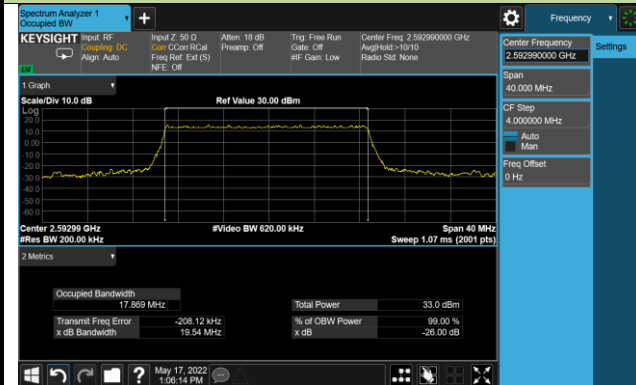 Spectrum Analyzer 1
Occupied BW
+
Frequency
KEYSIGHT
Input: RF
Coupling: DC
Align: Auto
Input Z: 50 Ω
Corr CCorr RCal
Freq Ref: Ext (S)
NFE: Off
Atten: 18 dB
Preamp: Off
Trig: Free Run
Gate: Off
#IF Gain: Low
Center Freq: 2.592990000 GHz
Avg|Hold:>10/10
Radio Std: None
1 Graph
Scale/Div 10.0 dB
Ref Value 30.00 dBm
Log
20.0
10.0
0.00
-10.0
-20.0
-30.0
-40.0
-50.0
-60.0
Center 2.59299 GHz
#Video BW 620.00 kHz
Span 40 MHz
#Res BW 200.00 kHz
Sweep 1.07 ms (2001 pts)
2 Metrics
Occupied Bandwidth
17.869 MHz
Total Power 33.0 dBm
Transmit Freq Error -208.12 kHz
% of OBW Power 99.00 %
x dB Bandwidth 19.54 MHz
x dB -26.00 dB
?
May 17, 2022
1:06:14 PM
Center Frequency
2.592990000 GHz
Settings
Span
40.000 MHz
CF Step
4.000000 MHz
Auto
Man
Freq Offset
0 Hz